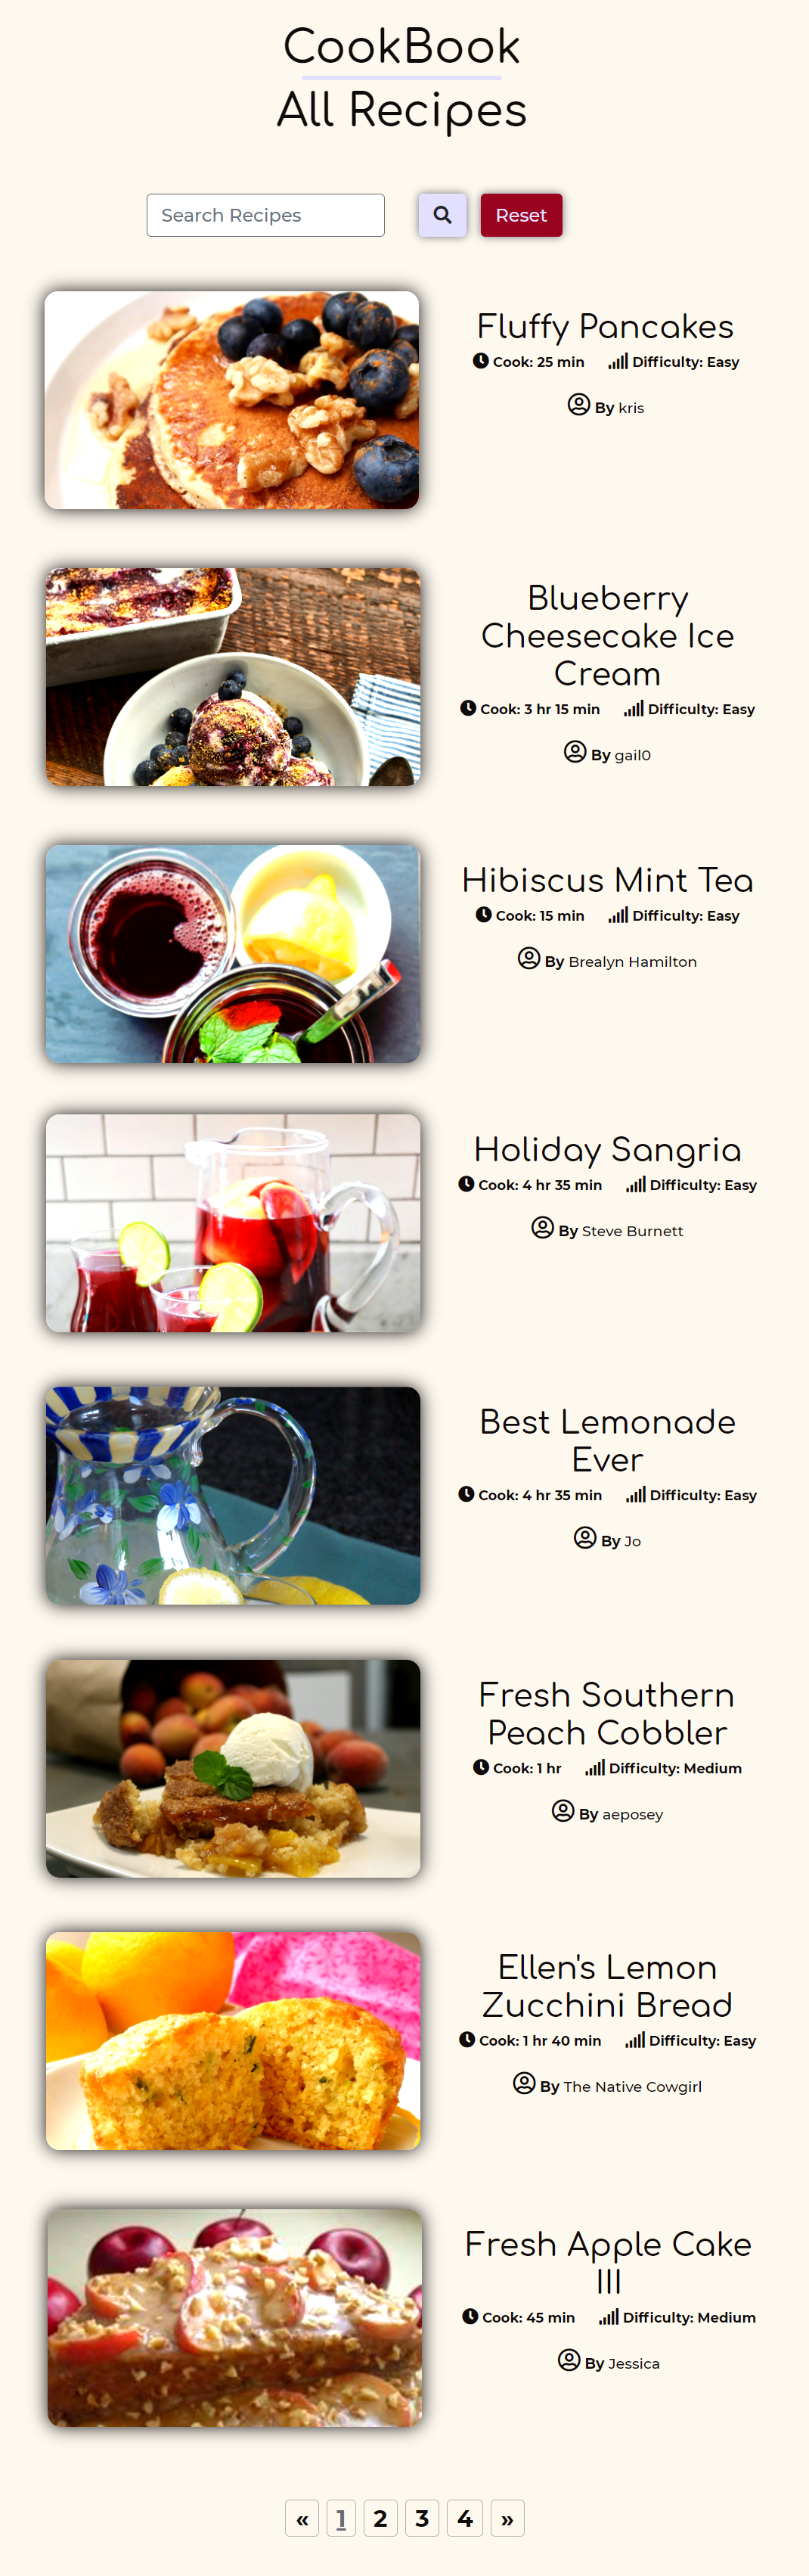 CookBook
All Recipes
Search Recipes
Reset
Fluffy Pancakes
Cook: 25 min Difficulty: Easy
By kris
Blueberry
Cheesecake Ice
Cream
Cook: 3 hr 15 min Difficulty: Easy
By gail0
Hibiscus Mint Tea
Cook: 15 min Difficulty: Easy
By Brealyn Hamilton
Holiday Sangria
Cook: 4 hr 35 min Difficulty: Easy
By Steve Burnett
Best Lemonade
Ever
Cook: 4 hr 35 min Difficulty: Easy
By Jo
Fresh Southern
Peach Cobbler
Cook: 1 hr Difficulty: Medium
By aeposey
Ellen's Lemon
Zucchini Bread
Cook: 1 hr 40 min Difficulty: Easy
By The Native Cowgirl
Fresh Apple Cake
III
Cook: 45 min Difficulty: Medium
By Jessica
« 1 2 3 4 »